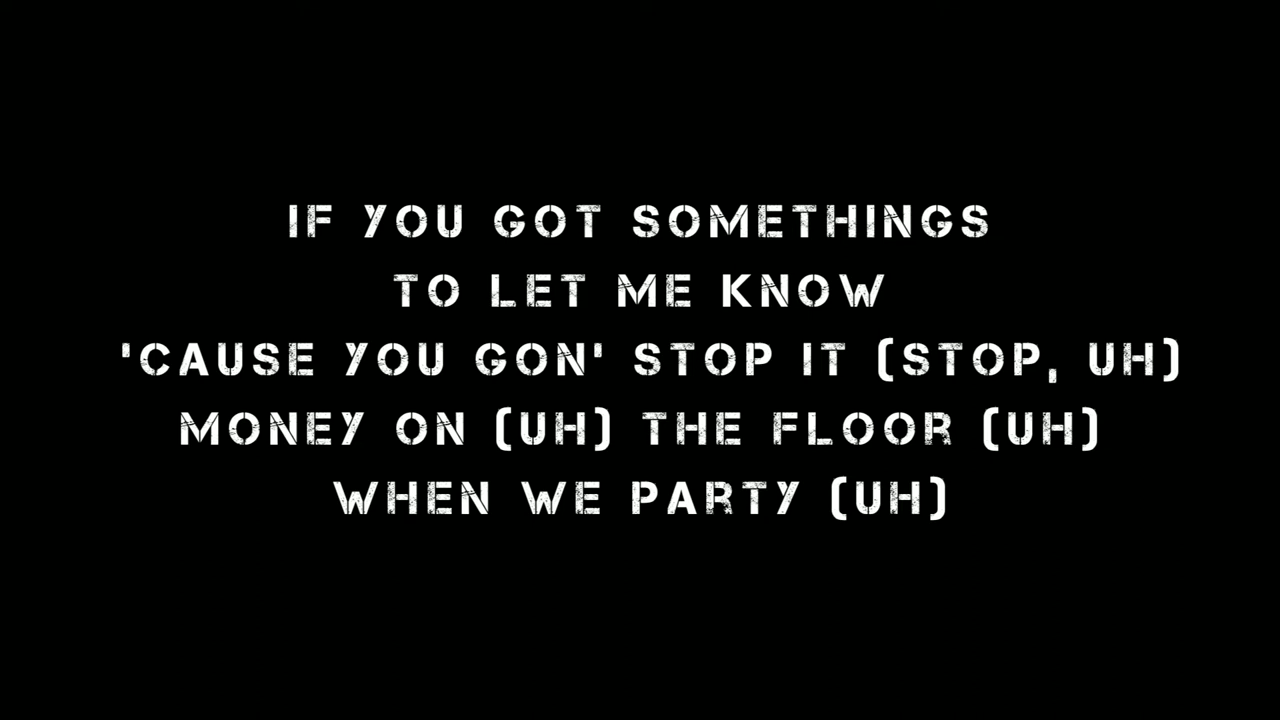 IF YOU GOT SOMETHINGS
TO LET ME KNOW
'CAUSE YOU GON' STOP IT (STOP, UH)
MONEY ON (UH) THE FLOOR (UH)
WHEN WE PARTY (UH)